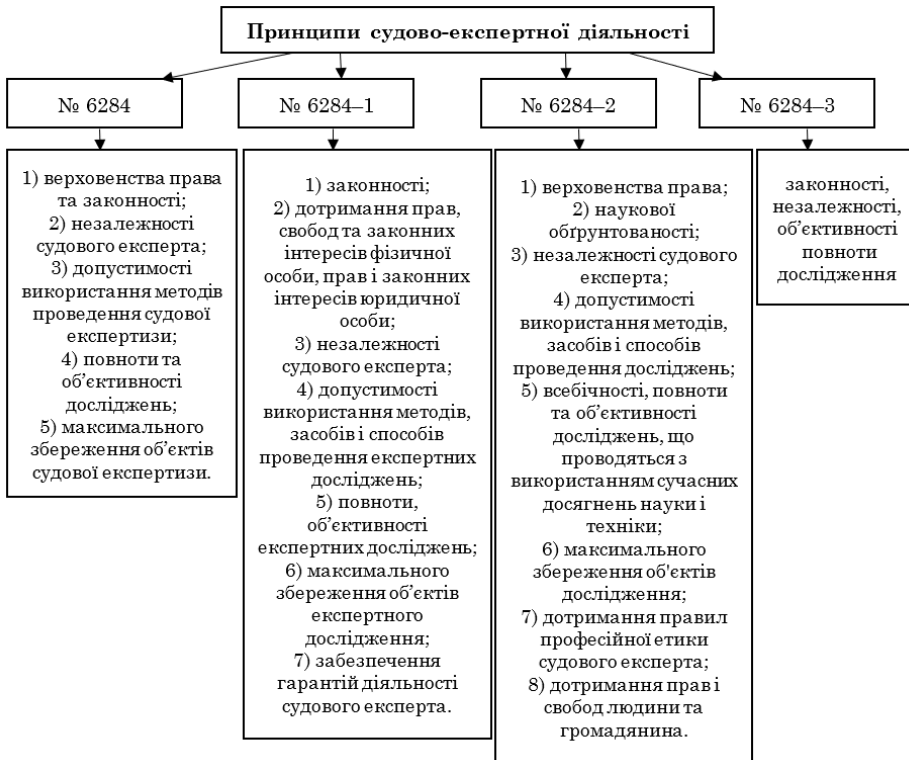 Принципи судово-експертної діяльності
№ 6284
№ 6284–1
№ 6284–2
№ 6284–3
1) верховенства права
та законності;
2) незалежності
судового експерта;
3) допустимості
використання методів
проведення судової
експертизи;
4) повноти та
об’єктивності
досліджень;
5) максимального
збереження об’єктів
судової експертизи.
1) законності;
2) дотримання прав,
свобод та законних
інтересів фізичної
особи, прав і законних
інтересів юридичної
особи;
3) незалежності
судового експерта;
4) допустимості
використання методів,
засобів і способів
проведення експертних
досліджень;
5) повноти,
об’єктивності
експертних досліджень;
6) максимального
збереження об’єктів
експертного
дослідження;
7) забезпечення
гарантій діяльності
судового експерта.
1) верховенства права;
2) наукової
обґрунтованості;
3) незалежності судового
експерта;
4) допустимості
використання методів,
засобів і способів
проведення досліджень;
5) всебічності, повноти
та об’єктивності
досліджень, що
проводяться з
використанням сучасних
досягнень науки і
техніки;
6) максимального
збереження об'єктів
дослідження;
7) дотримання правил
професійної етики
судового експерта;
8) дотримання прав і
свобод людини та
громадянина.
законності,
незалежності,
об’єктивності
повноти
дослідження